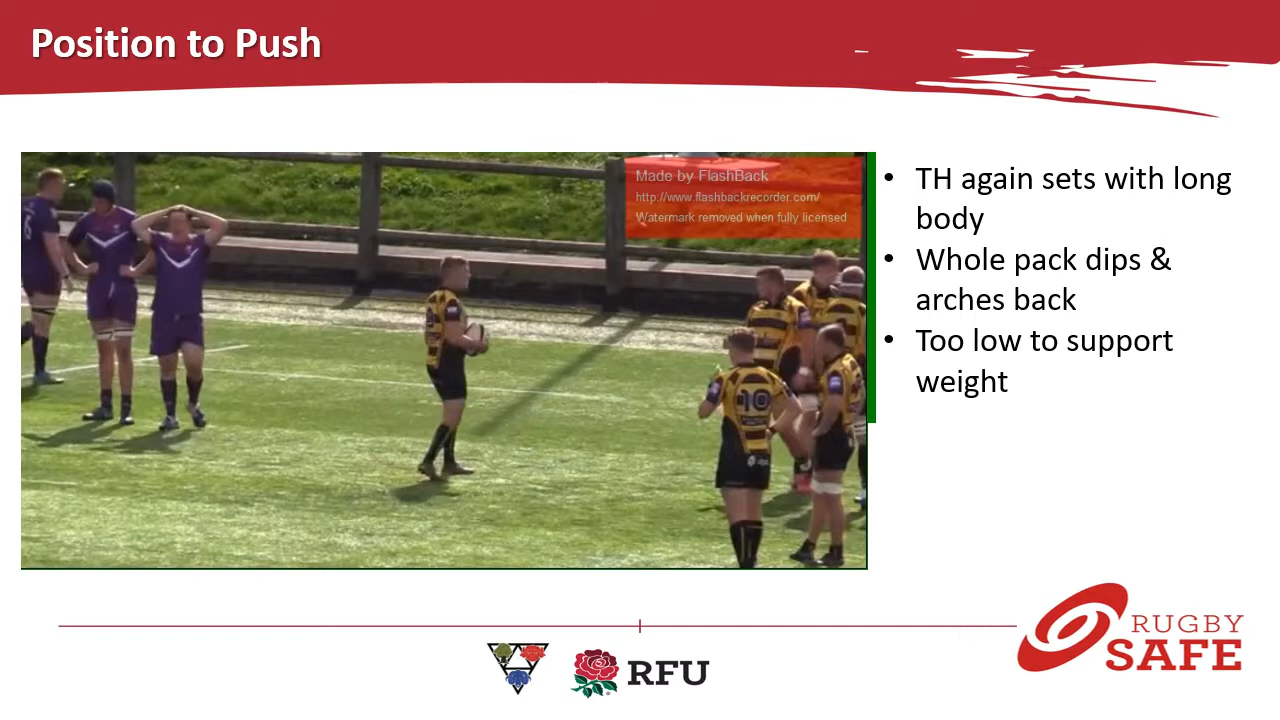 Position to Push
Made by FlashBack
http://www.flashbackrecorder.com/
Watermark removed when fully licensed
10
• TH again sets with long
body
• Whole pack dips &
arches back
• Too low to support
weight
RFU
RUGBY
SAFE